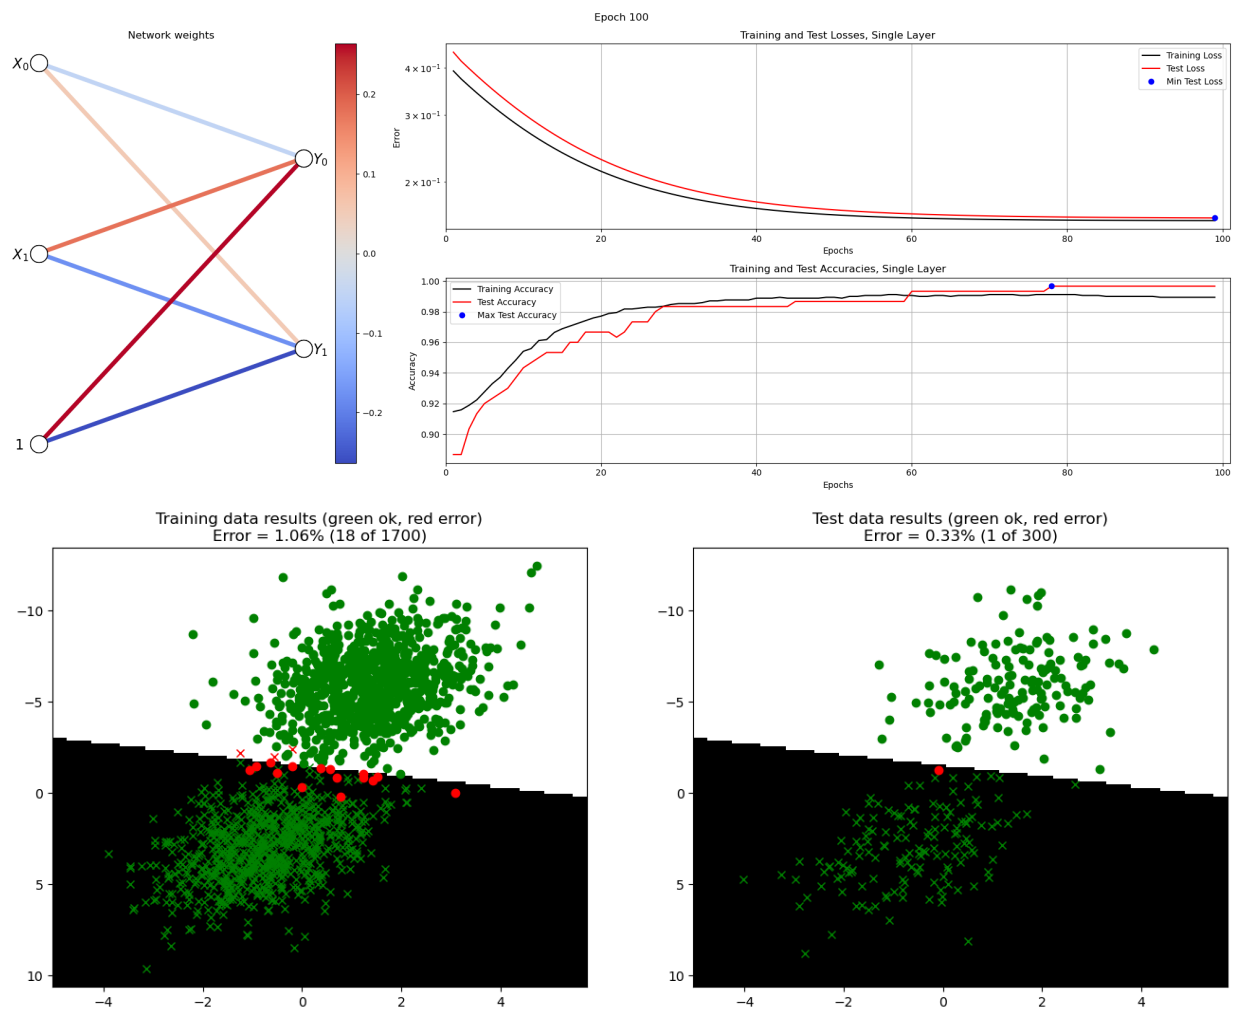 Epoch 100
Network weights
X0
X1
1
Y0
Y1
0.2
0.1
0.0
−0.1
−0.2
Training and Test Losses, Single Layer
Error
4 × 10⁻¹
3 × 10⁻¹
2 × 10⁻¹
Training Loss
Test Loss
Min Test Loss
0 20 40 60 80 100
Epochs
Training and Test Accuracies, Single Layer
Accuracy
1.00
0.98
0.96
0.94
0.92
0.90
Training Accuracy
Test Accuracy
Max Test Accuracy
0 20 40 60 80 100
Epochs
Training data results (green ok, red error)
Error = 1.06% (18 of 1700)
−10
−5
0
5
10
−4 −2 0 2 4
Test data results (green ok, red error)
Error = 0.33% (1 of 300)
−10
−5
0
5
10
−4 −2 0 2 4